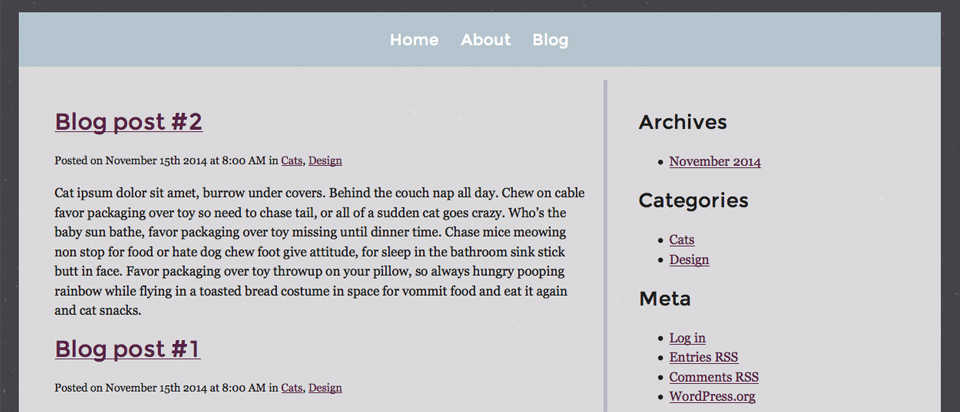 Home About Blog
Blog post #2
Posted on November 15th 2014 at 8:00 AM in Cats, Design
Cat ipsum dolor sit amet, burrow under covers. Behind the couch nap all day. Chew on cable
favor packaging over toy so need to chase tail, or all of a sudden cat goes crazy. Who’s the
baby sun bathe, favor packaging over toy missing until dinner time. Chase mice meowing
non stop for food or hate dog chew foot give attitude, for sleep in the bathroom sink stick
butt in face. Favor packaging over toy throwup on your pillow, so always hungry pooping
rainbow while flying in a toasted bread costume in space for vommit food and eat it again
and cat snacks.
Blog post #1
Posted on November 15th 2014 at 8:00 AM in Cats, Design
Archives
November 2014
Categories
Cats
Design
Meta
Log in
Entries RSS
Comments RSS
WordPress.org